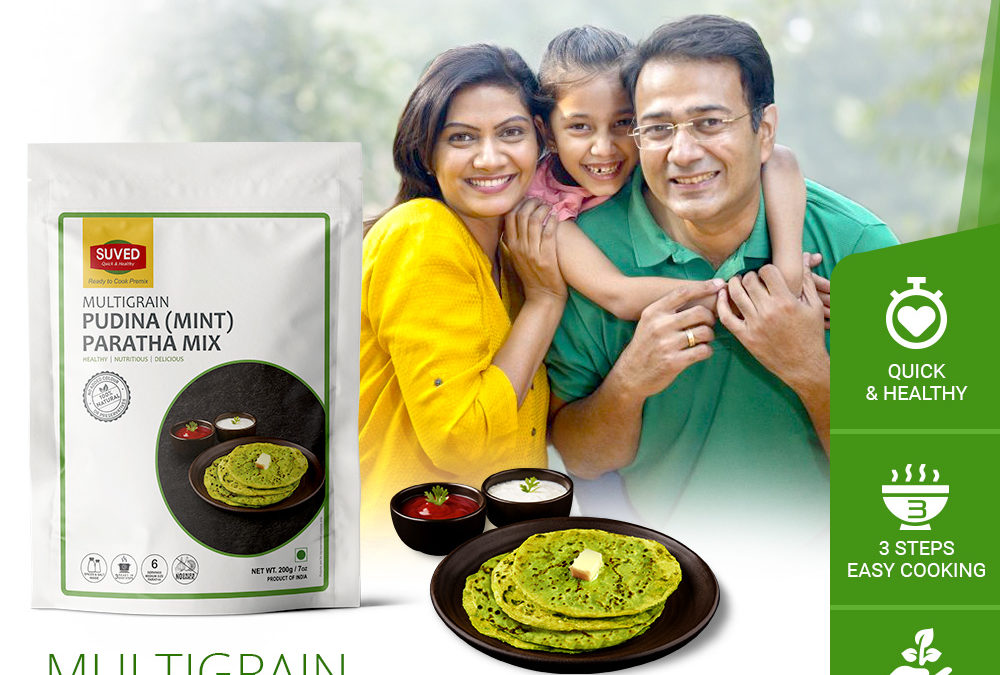 SUVED
Quick & Healthy
Ready to Cook Premix
MULTIGRAIN
PUDINA (MINT)
PARATHA MIX
HEALTHY | NUTRITIOUS | DELICIOUS
100%
NATURAL
6
NET WT. 200g / 7oz
PRODUCT OF INDIA
QUICK
& HEALTHY
3
3 STEPS
EASY COOKING
MULTIGRAIN